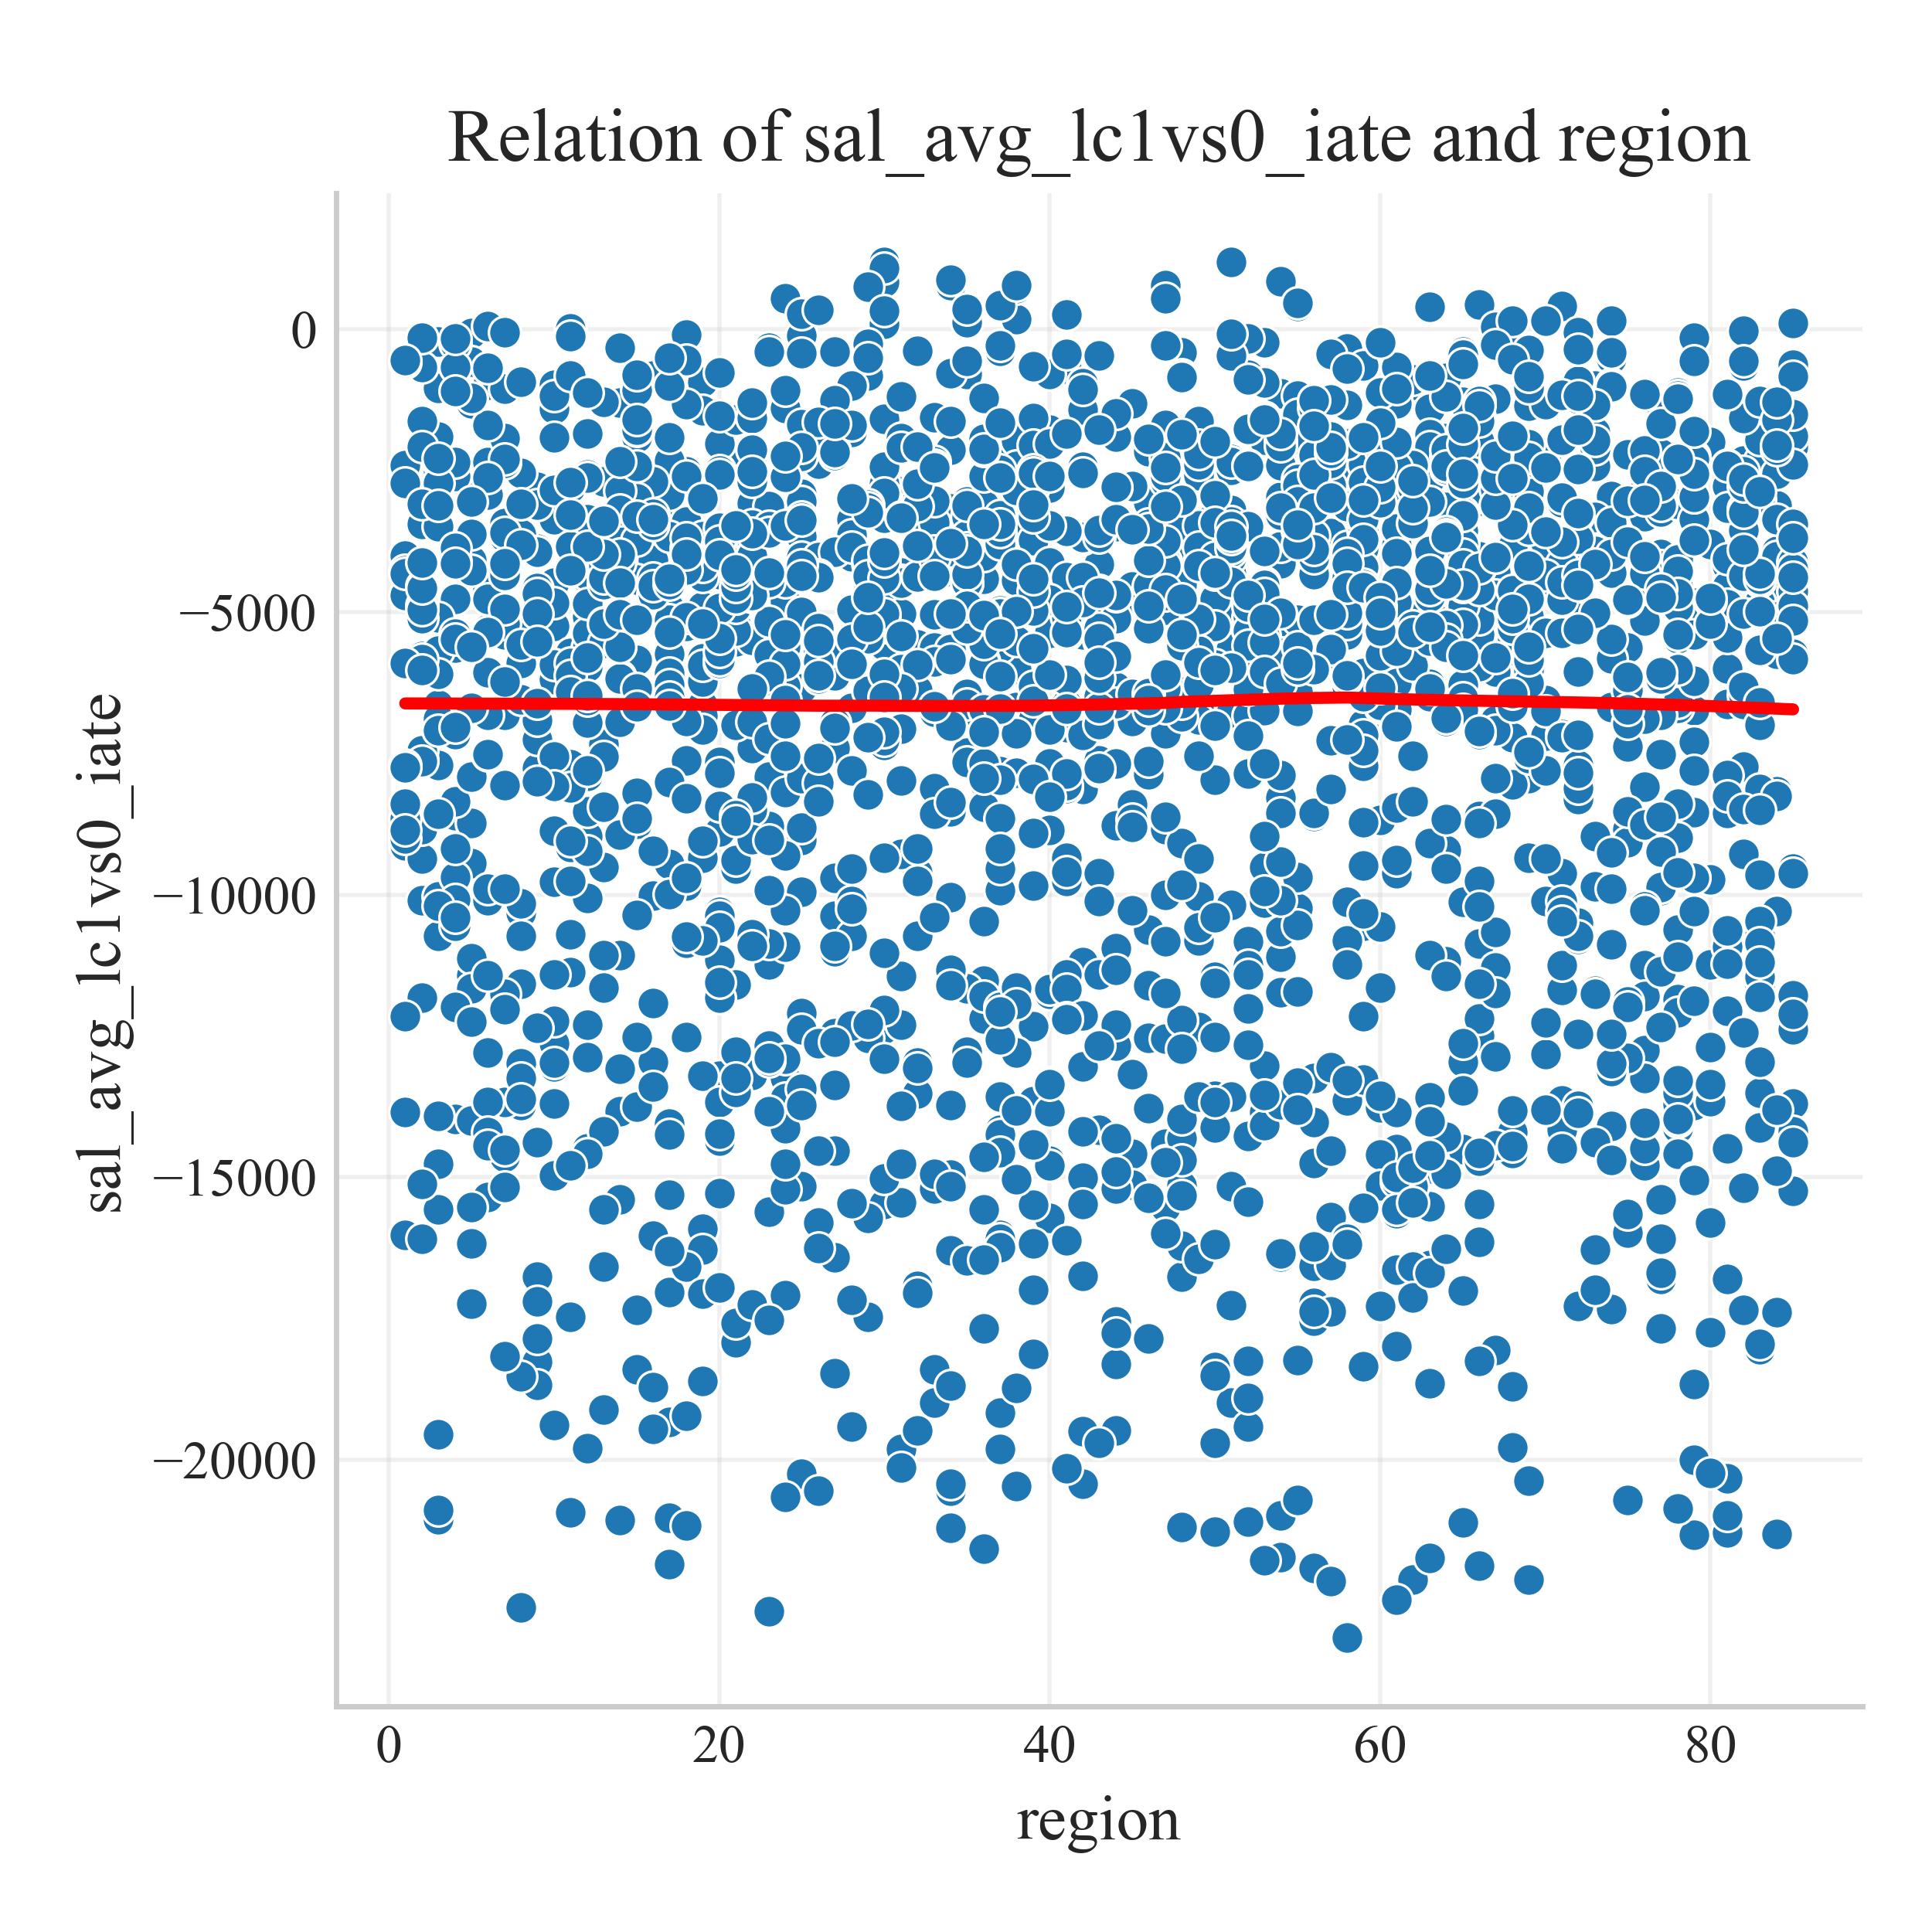 Relation of sal_avg_lc1vs0_iate and region
sal_avg_lc1vs0_iate
0
−5000
−10000
−15000
−20000
0 20 40 60 80
region